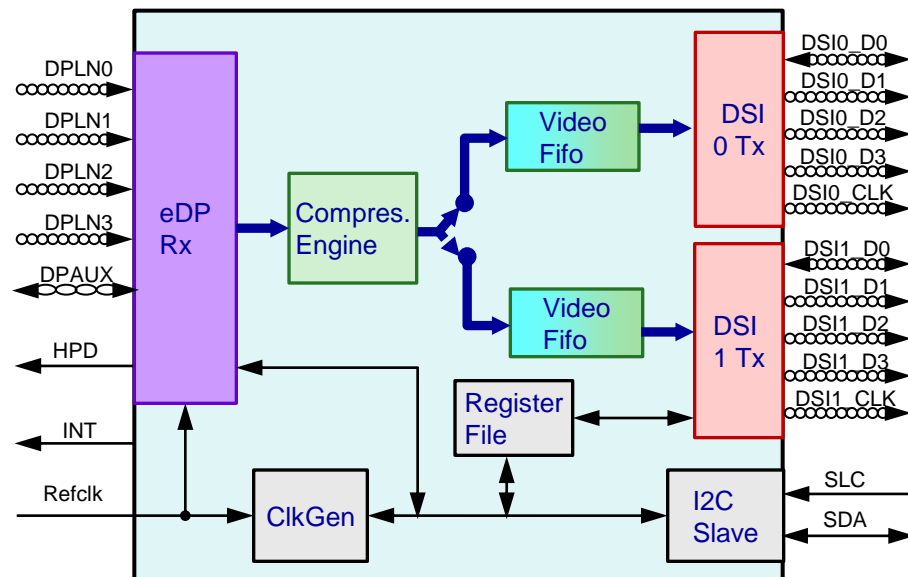 DPLN0
DPLN1
DPLN2
DPLN3
DPAUX
HPD
INT
Refclk
eDP
Rx
Compres.
Engine
Video
Fifo
Video
Fifo
DSI
0 Tx
DSI
1 Tx
Register
File
ClkGen
I2C
Slave
DSI0_D0
DSI0_D1
DSI0_D2
DSI0_D3
DSI0_CLK
DSI1_D0
DSI1_D1
DSI1_D2
DSI1_D3
DSI1_CLK
SLC
SDA